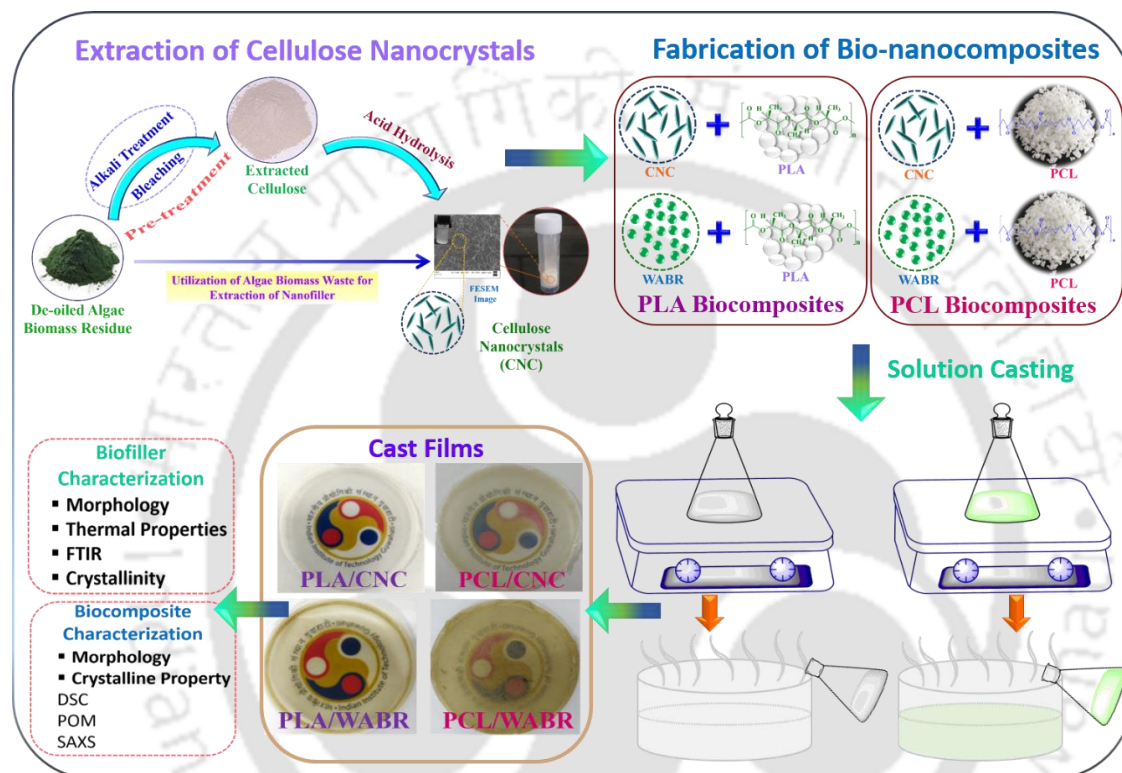 Extraction of Cellulose Nanocrystals
Alkali Treatment
Bleaching
Pre-treatment
Extracted
Cellulose
Acid Hydrolysis
De-oiled Algae
Biomass Residue
Utilization of Algae Biomass Waste for
Extraction of Nanofiller
FESEM
Image
Cellulose
Nanocrystals
(CNC)
Fabrication of Bio-nanocomposites
CNC
PLA
WABR
PLA
PLA Biocomposites
CNC
PCL
WABR
PCL
PCL Biocomposites
Solution Casting
Cast Films
PLA/CNC
PCL/CNC
PLA/WABR
PCL/WABR
Biofiller
Characterization
▪ Morphology
▪ Thermal Properties
▪ FTIR
▪ Crystallinity
Biocomposite
Characterization
▪ Morphology
▪ Crystalline Property
DSC
POM
SAXS